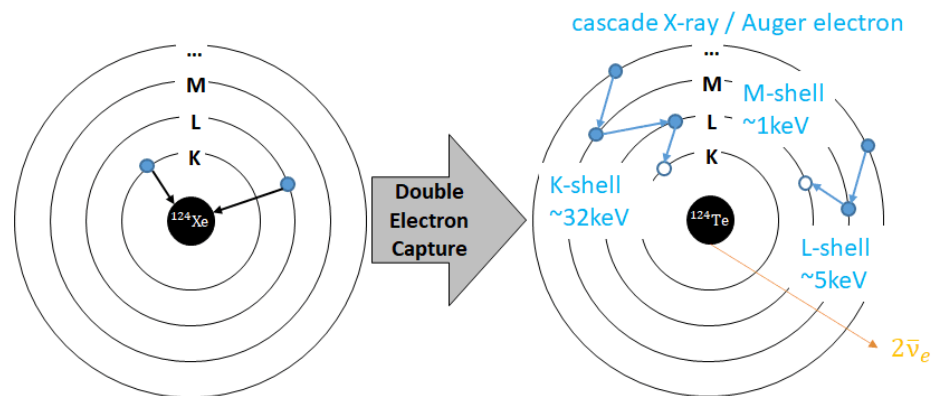 ...
M
L
K
¹²⁴Xe
Double
Electron
Capture
cascade X-ray / Auger electron
...
M
L
K
M-shell
~1keV
K-shell
~32keV
¹²⁴Te
L-shell
~5keV
2ν̅ₑ